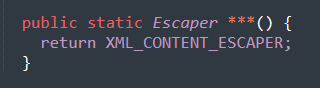 public static Escaper ***() {
return XML_CONTENT_ESCAPER;
}